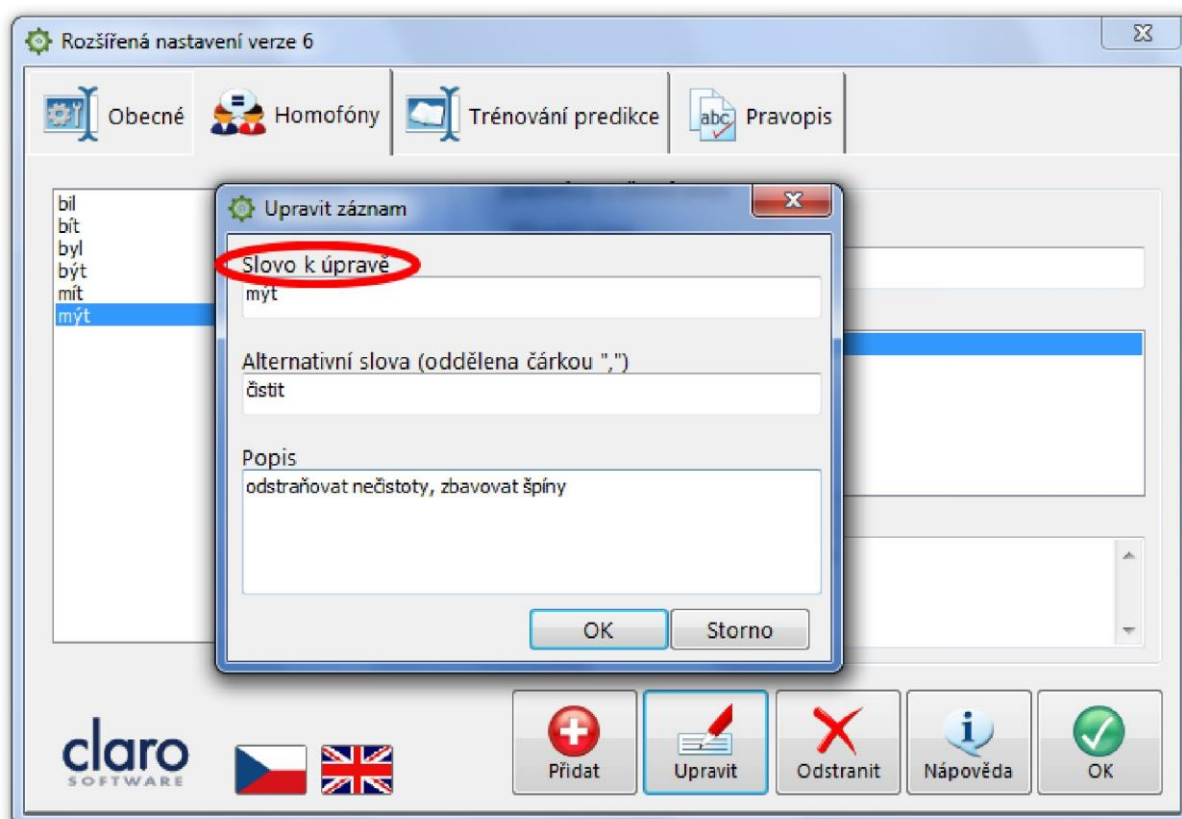 Rozšířená nastavení verze 6
Obecné
Homofóny
Trénování predikce
abc
Pravopis
bil
bít
byl
být
mít
mýt
Upravit záznam
Slovo k úpravě
mýt
Alternativní slova (oddělena čárkou ",")
čistit
Popis
odstraňovat nečistoty, zbavovat špíny
OK
Storno
claro
SOFTWARE
Přidat
Upravit
Odstranit
Nápověda
OK